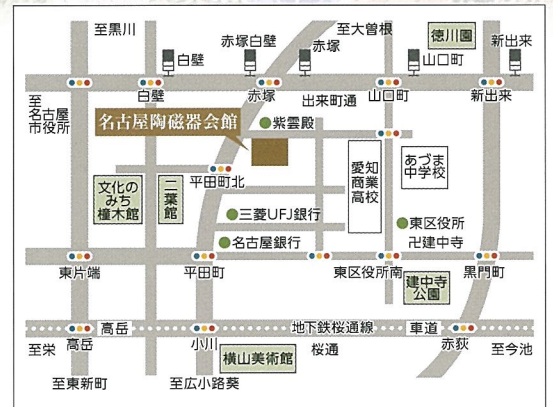 至黒川
至大曽根
徳川園
白壁
赤塚白壁
赤塚
山口町
新出来
白壁
赤塚
出来町通
山口町
新出来
至名古屋市役所
名古屋陶磁器会館
紫雲殿
平田町北
愛知商業高校
あづま中学校
文化のみち橦木館
二葉館
三菱UFJ銀行
名古屋銀行
東区役所
卍建中寺
東片端
平田町
東区役所南
黒門町
建中寺公園
高岳
地下鉄桜通線
車道
至栄
高岳
小川
横山美術館
桜通
赤萩
至今池
至東新町
至広小路葵